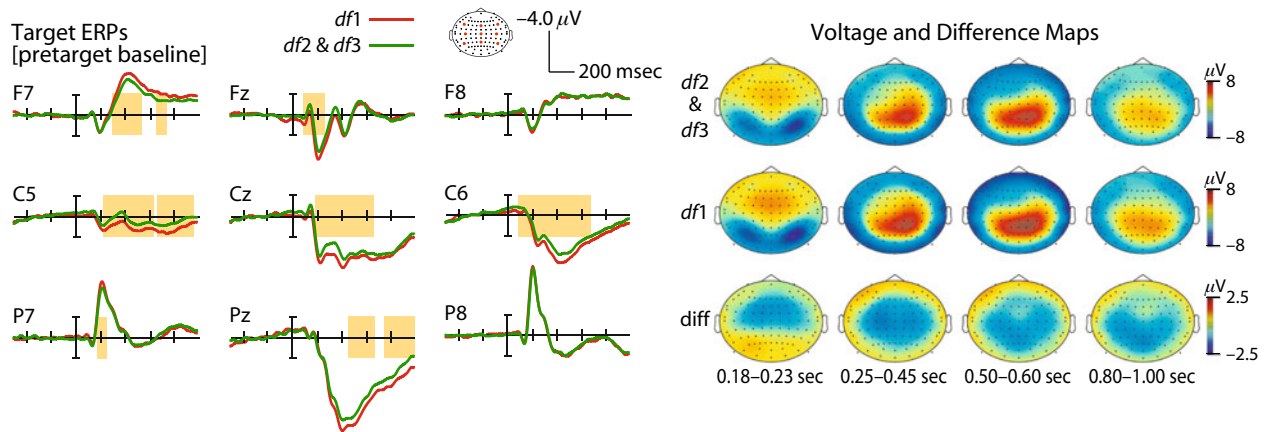 Target ERPs
[pretarget baseline]
df1
df2 & df3
−4.0 μV
200 msec
F7
Fz
F8
C5
Cz
C6
P7
Pz
P8
Voltage and Difference Maps
df2
&
df3
μV
8
−8
df1
μV
8
−8
diff
μV
2.5
−2.5
0.18–0.23 sec
0.25–0.45 sec
0.50–0.60 sec
0.80–1.00 sec